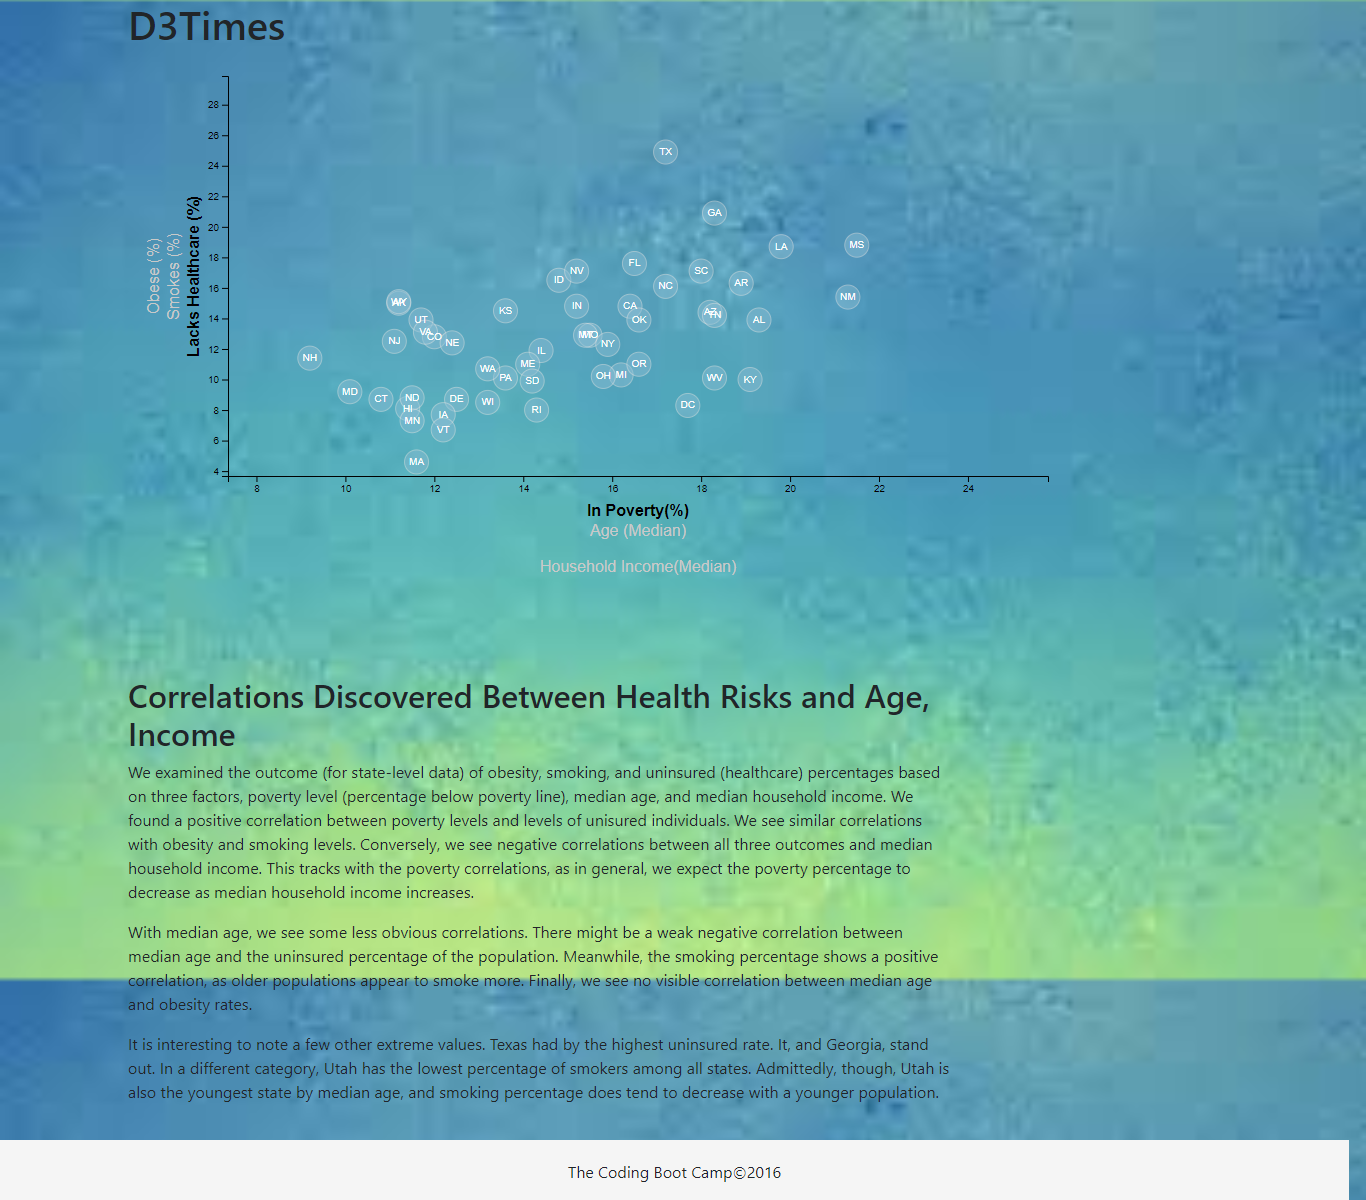 D3Times
28
26
24
22
20
18
16
14
12
10
8
6
4
Obese (%)
Smokes (%)
Lacks Healthcare (%)
TX
GA
LA
MS
FL
NV
SC
ID
NC
AR
NM
IN
CA
KS
UT
OK
TN
AL
VA
CO
NJ
NE
NY
IL
NH
ME
OR
WA
PA
SD
OH
MI
WV
KY
MD
CT
ND
DE
WI
DC
HI
RI
IA
MN
VT
MA
8
10
12
14
16
18
20
22
24
In Poverty(%)
Age (Median)
Household Income(Median)
Correlations Discovered Between Health Risks and Age,
Income
We examined the outcome (for state-level data) of obesity, smoking, and uninsured (healthcare) percentages based
on three factors, poverty level (percentage below poverty line), median age, and median household income. We
found a positive correlation between poverty levels and levels of unisured individuals. We see similar correlations
with obesity and smoking levels. Conversely, we see negative correlations between all three outcomes and median
household income. This tracks with the poverty correlations, as in general, we expect the poverty percentage to
decrease as median household income increases.
With median age, we see some less obvious correlations. There might be a weak negative correlation between
median age and the uninsured percentage of the population. Meanwhile, the smoking percentage shows a positive
correlation, as older populations appear to smoke more. Finally, we see no visible correlation between median age
and obesity rates.
It is interesting to note a few other extreme values. Texas had by the highest uninsured rate. It, and Georgia, stand
out. In a different category, Utah has the lowest percentage of smokers among all states. Admittedly, though, Utah is
also the youngest state by median age, and smoking percentage does tend to decrease with a younger population.
The Coding Boot Camp©2016